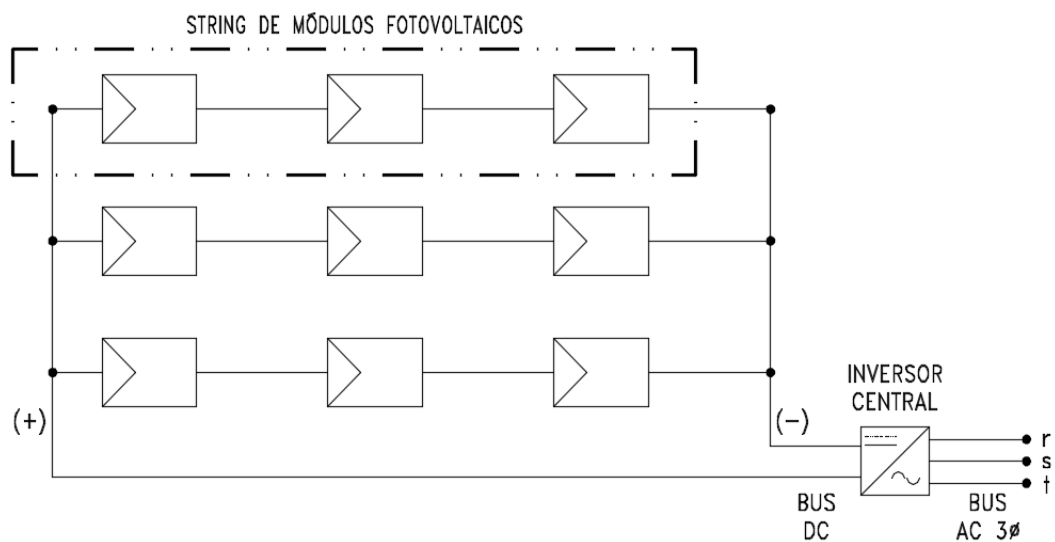 STRING DE MÓDULOS FOTOVOLTAICOS
(+)
(-)
INVERSOR
CENTRAL
r
s
t
BUS
DC
BUS
AC 3ø